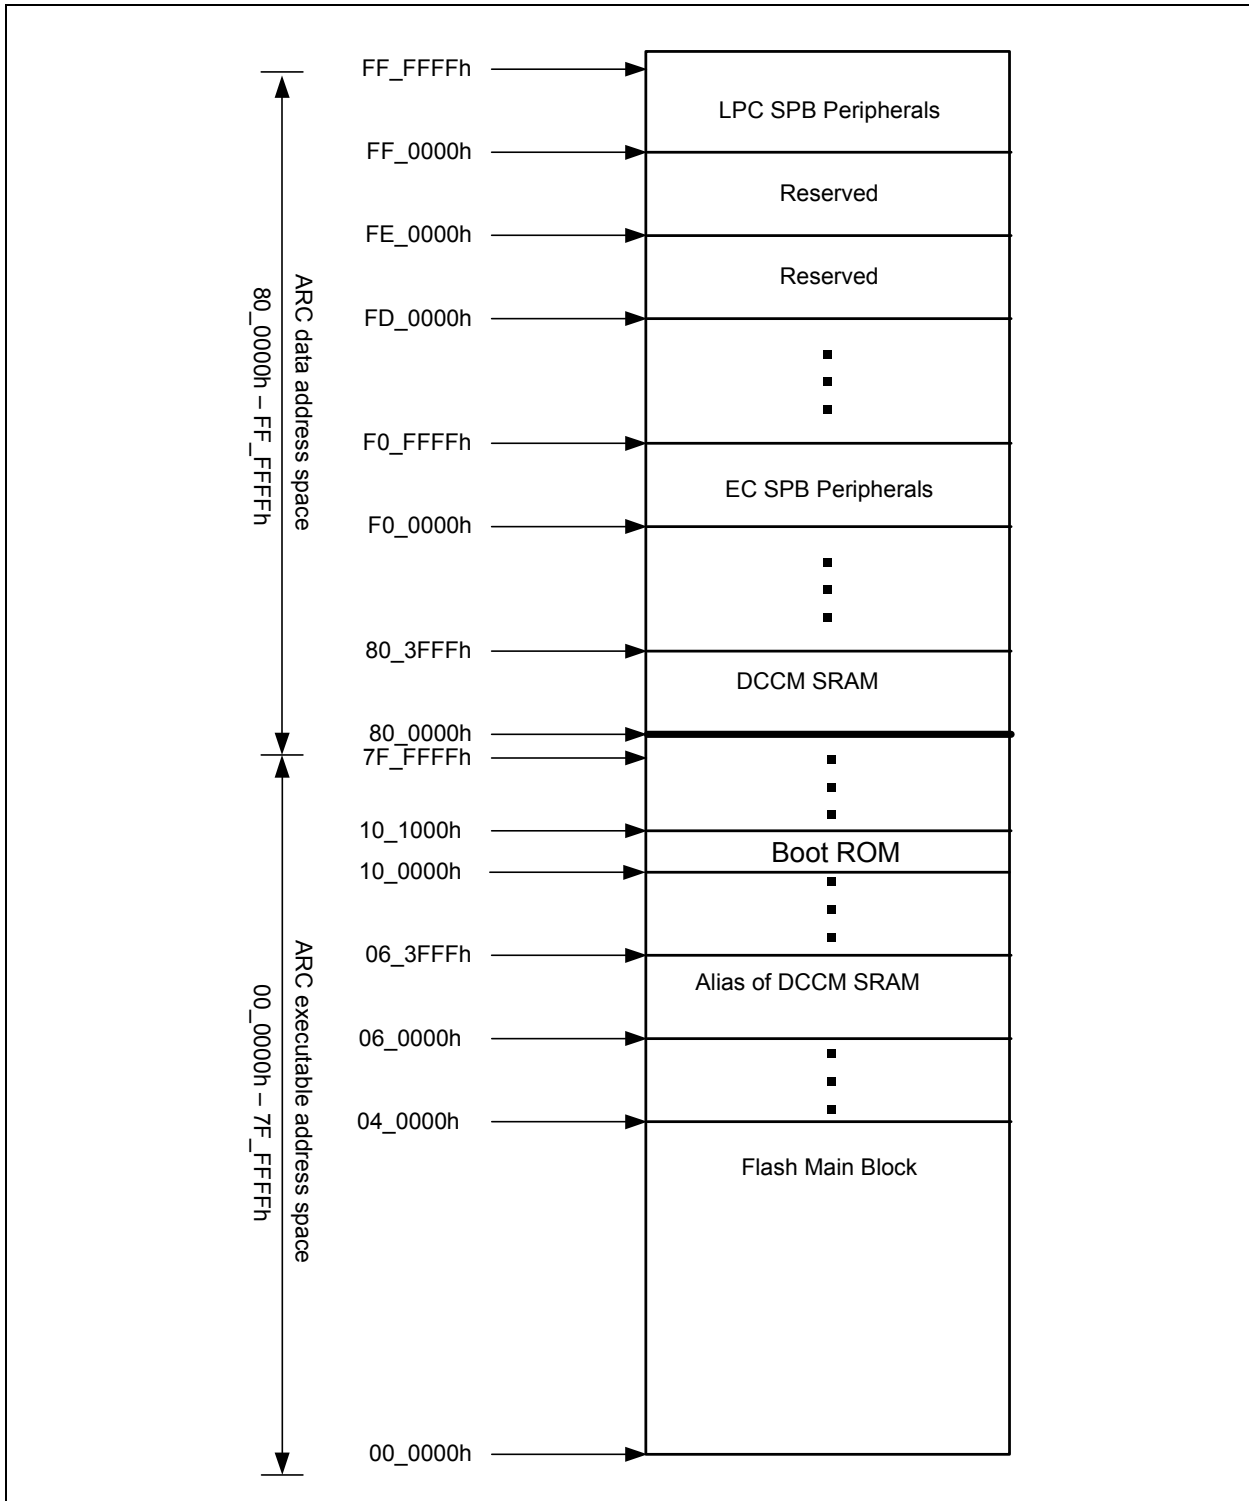 FF_FFFFh
LPC SPB Peripherals
FF_0000h
Reserved
FE_0000h
Reserved
FD_0000h
F0_FFFFh
EC SPB Peripherals
F0_0000h
80_3FFFh
DCCM SRAM
80_0000h
7F_FFFFh
10_1000h
Boot ROM
10_0000h
06_3FFFh
Alias of DCCM SRAM
06_0000h
04_0000h
Flash Main Block
00_0000h
ARC data address space
80_0000h – FF_FFFFh
ARC executable address space
00_0000h – 7F_FFFFh